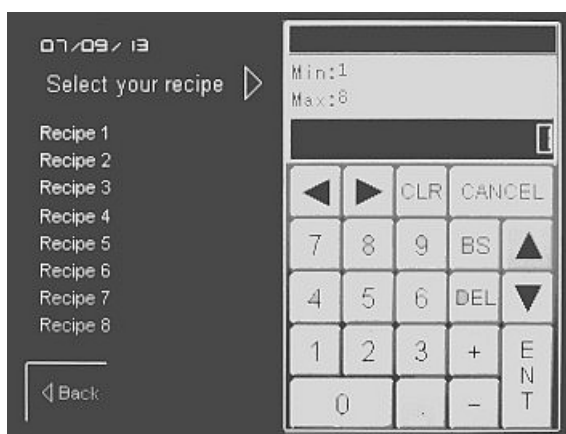 07/09/13
Select your recipe
Recipe 1
Recipe 2
Recipe 3
Recipe 4
Recipe 5
Recipe 6
Recipe 7
Recipe 8
Back
Min:1
Max:8
CLR CANCEL
7 8 9 BS
4 5 6 DEL
1 2 3 + ENT
0 . -